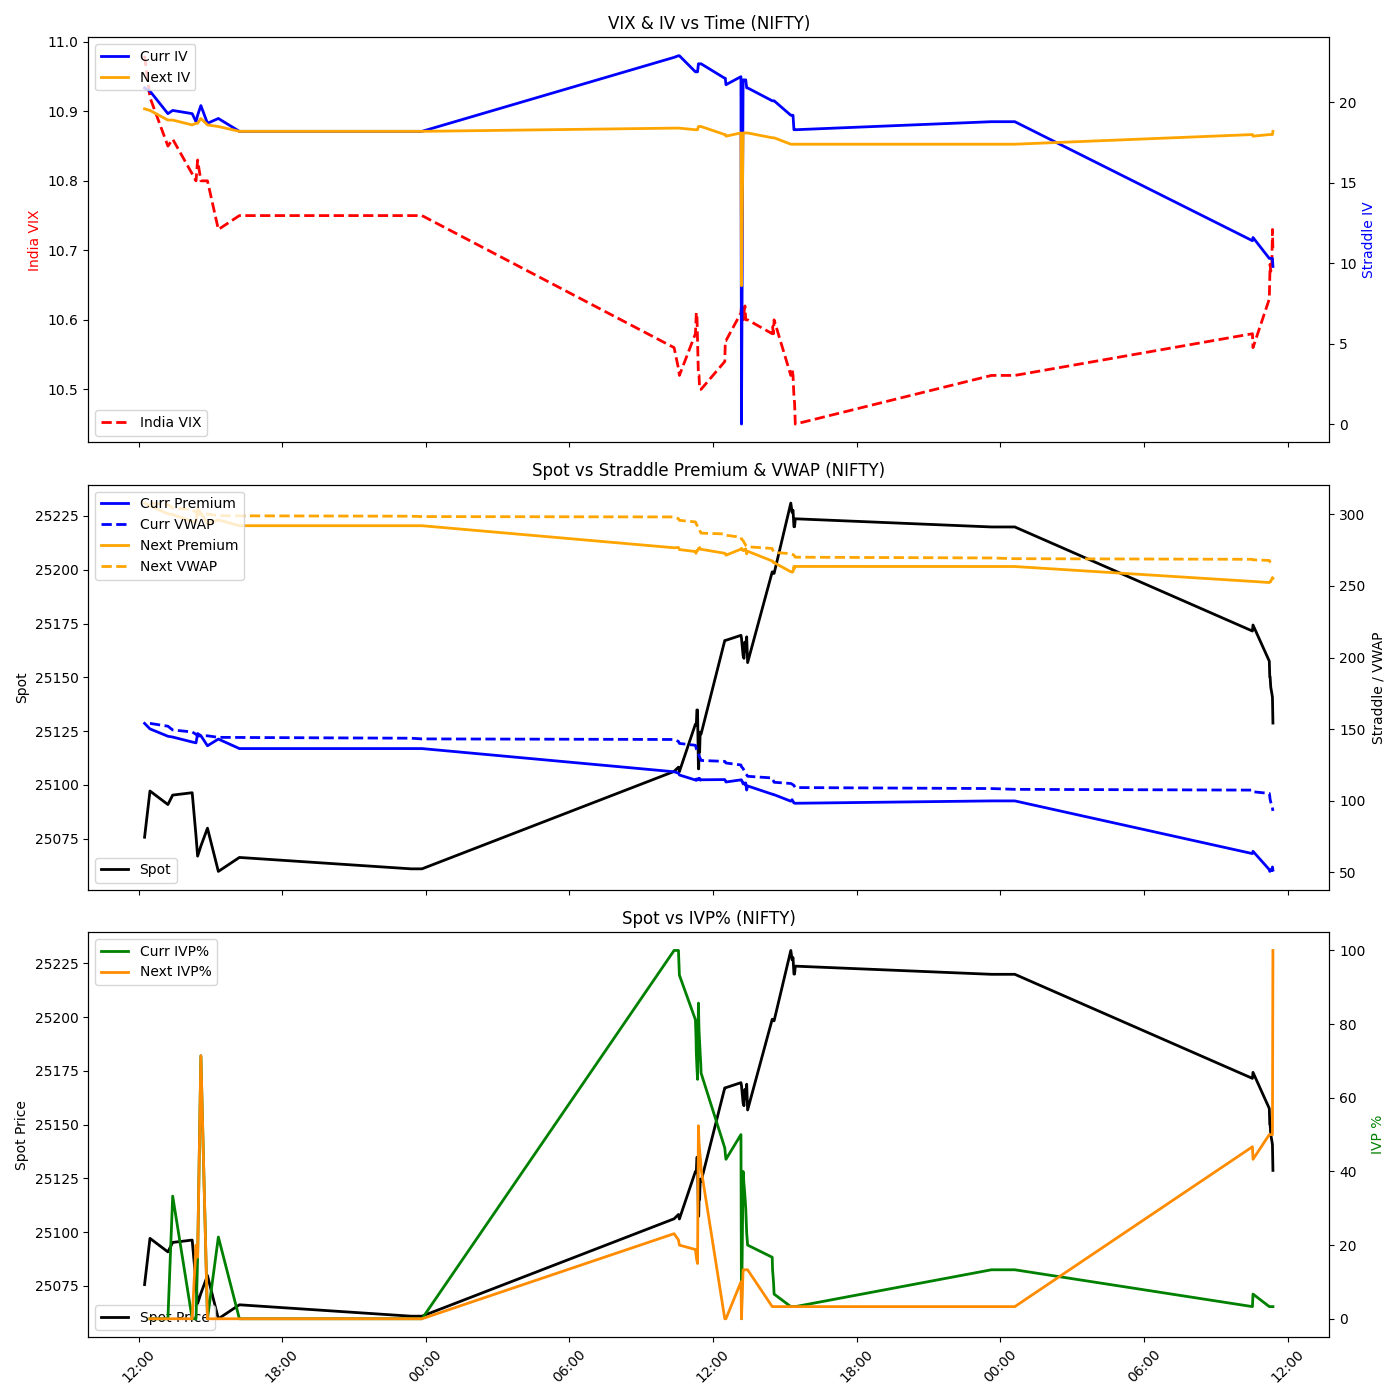 VIX & IV vs Time (NIFTY)
Curr IV
Next IV
India VIX
India VIX
Straddle IV
11.0
10.9
10.8
10.7
10.6
10.5
20
15
10
5
0
Spot vs Straddle Premium & VWAP (NIFTY)
Curr Premium
Curr VWAP
Next Premium
Next VWAP
Spot
Spot
Straddle / VWAP
25225
25200
25175
25150
25125
25100
25075
300
250
200
150
100
50
Spot vs IVP% (NIFTY)
Curr IVP%
Next IVP%
Spot Price
Spot Price
IVP %
25225
25200
25175
25150
25125
25100
25075
100
80
60
40
20
0
12:00
18:00
00:00
06:00
12:00
18:00
00:00
06:00
12:00